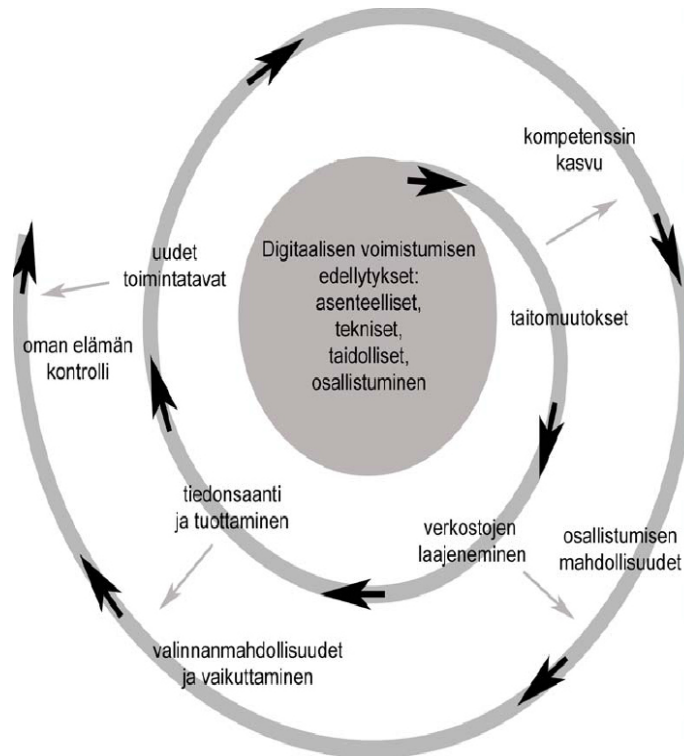 kompetenssin
kasvu
uudet
toimintatavat
Digitaalisen voimistumisen
edellytykset:
asenteelliset,
tekniset,
taidolliset,
osallistuminen
taitomuutokset
oman elämän
kontrolli
tiedonsaanti
ja tuottaminen
verkostojen
laajeneminen
osallistumisen
mahdollisuudet
valinnanmahdollisuudet
ja vaikuttaminen